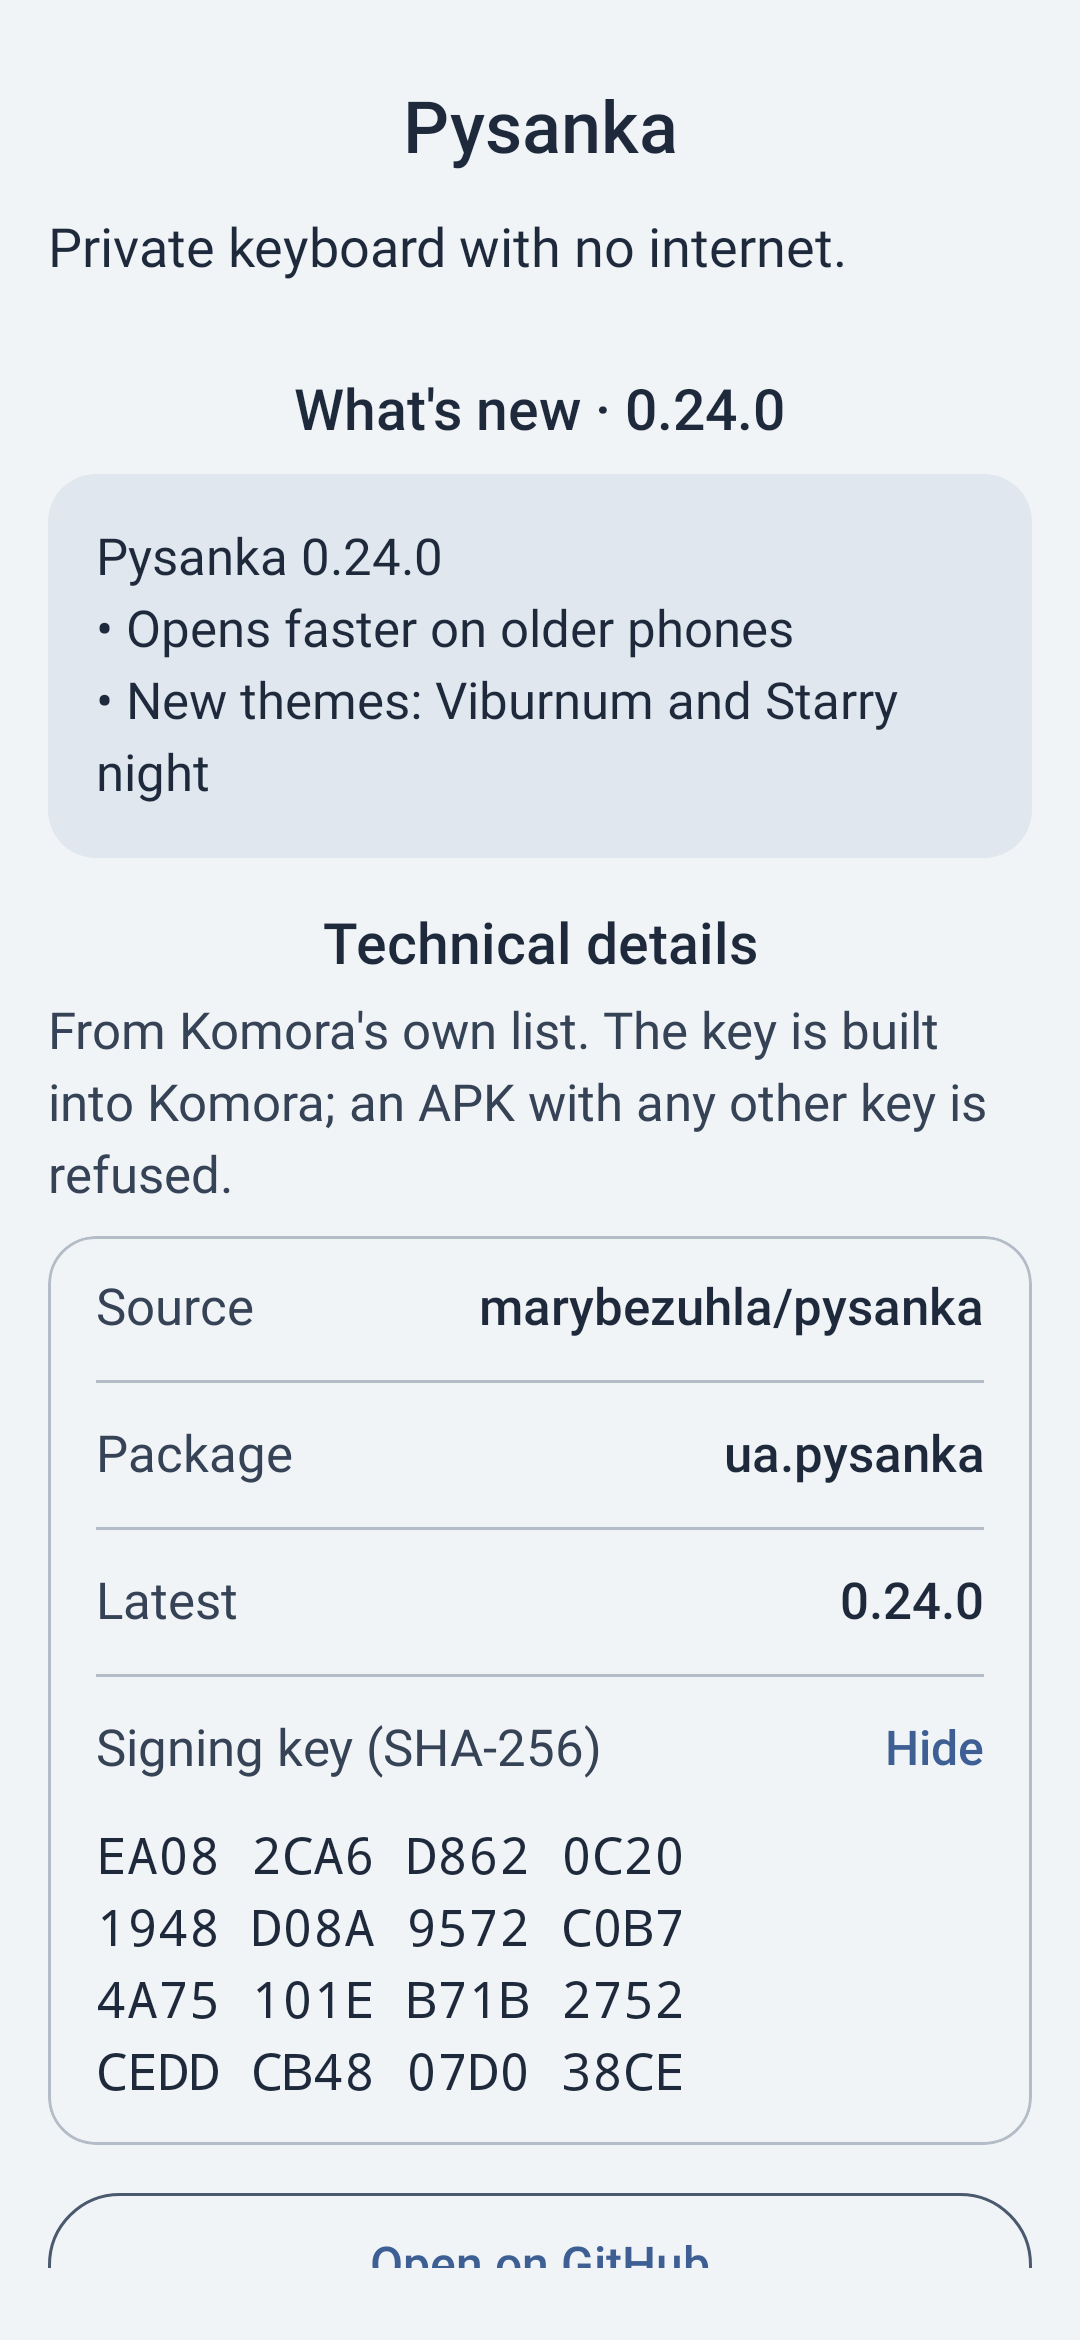 Pysanka
Private keyboard with no internet.
What's new · 0.24.0
Pysanka 0.24.0
• Opens faster on older phones
• New themes: Viburnum and Starry
night
Technical details
From Komora's own list. The key is built
into Komora; an APK with any other key is
refused.
Source marybezuhla/pysanka
Package ua.pysanka
Latest 0.24.0
Signing key (SHA-256) Hide
EA08 2CA6 D862 0C20
1948 D08A 9572 C0B7
4A75 101E B71B 2752
CEDD CB48 07D0 38CE
Open on GitHub